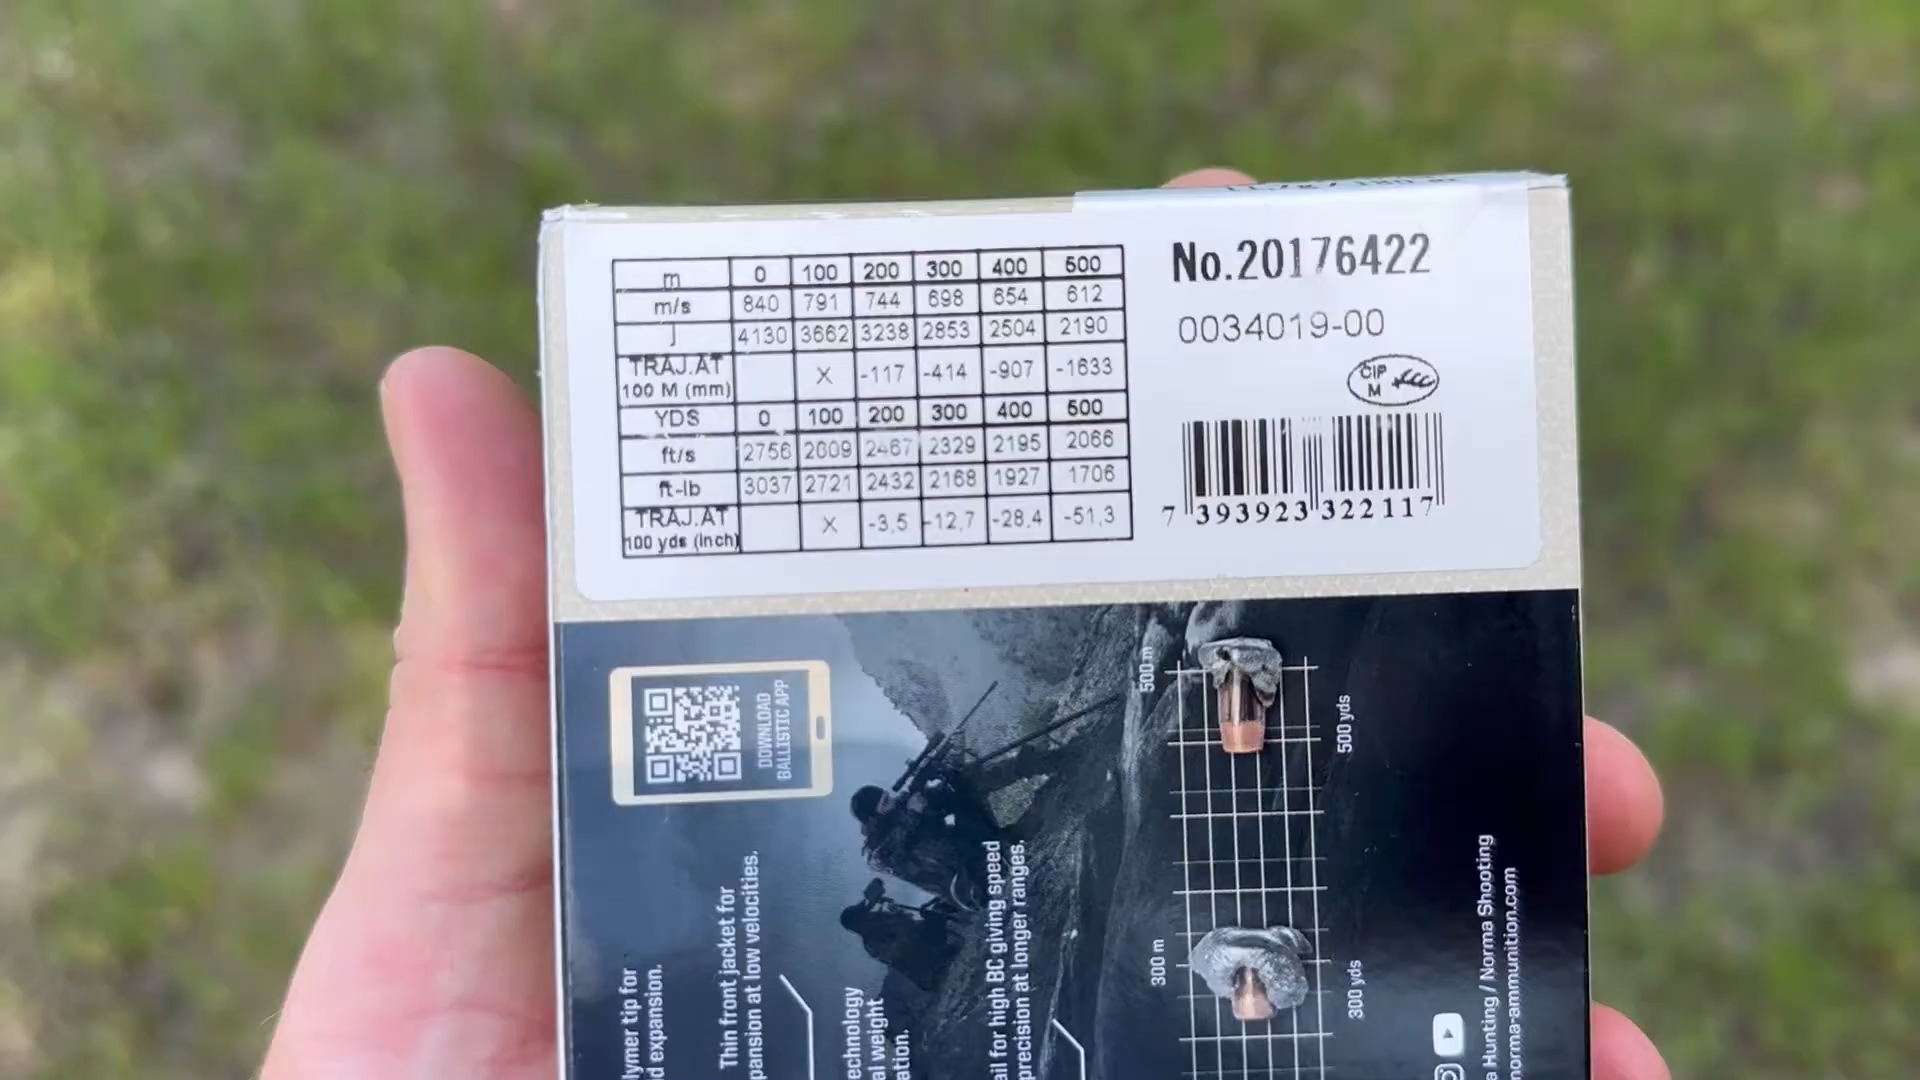 m 0 100 200 300 400 500
m/s 840 791 744 698 654 612
J 4130 3662 3238 2853 2504 2190
TRAJ.AT
100 M (mm) X -117 -414 -907 -1633
YDS 0 100 200 300 400 500
ft/s 2756 2609 2467 2329 2195 2066
ft-lb 3037 2721 2432 2168 1927 1706
TRAJ.AT
100 yds (inch) X -3,5 -12,7 -28,4 -51,3
No.20176422
0034019-00
CIP
M
7 393923 322117
DOWNLOAD
BALLISTIC APP
500 m
500 yds
300 m
300 yds
lymer tip for
d expansion.
Thin front jacket for
pansion at low velocities.
echnology
al weight
ation.
ail for high BC giving speed
precision at longer ranges.
a Hunting / Norma Shooting
norma-ammunition.com